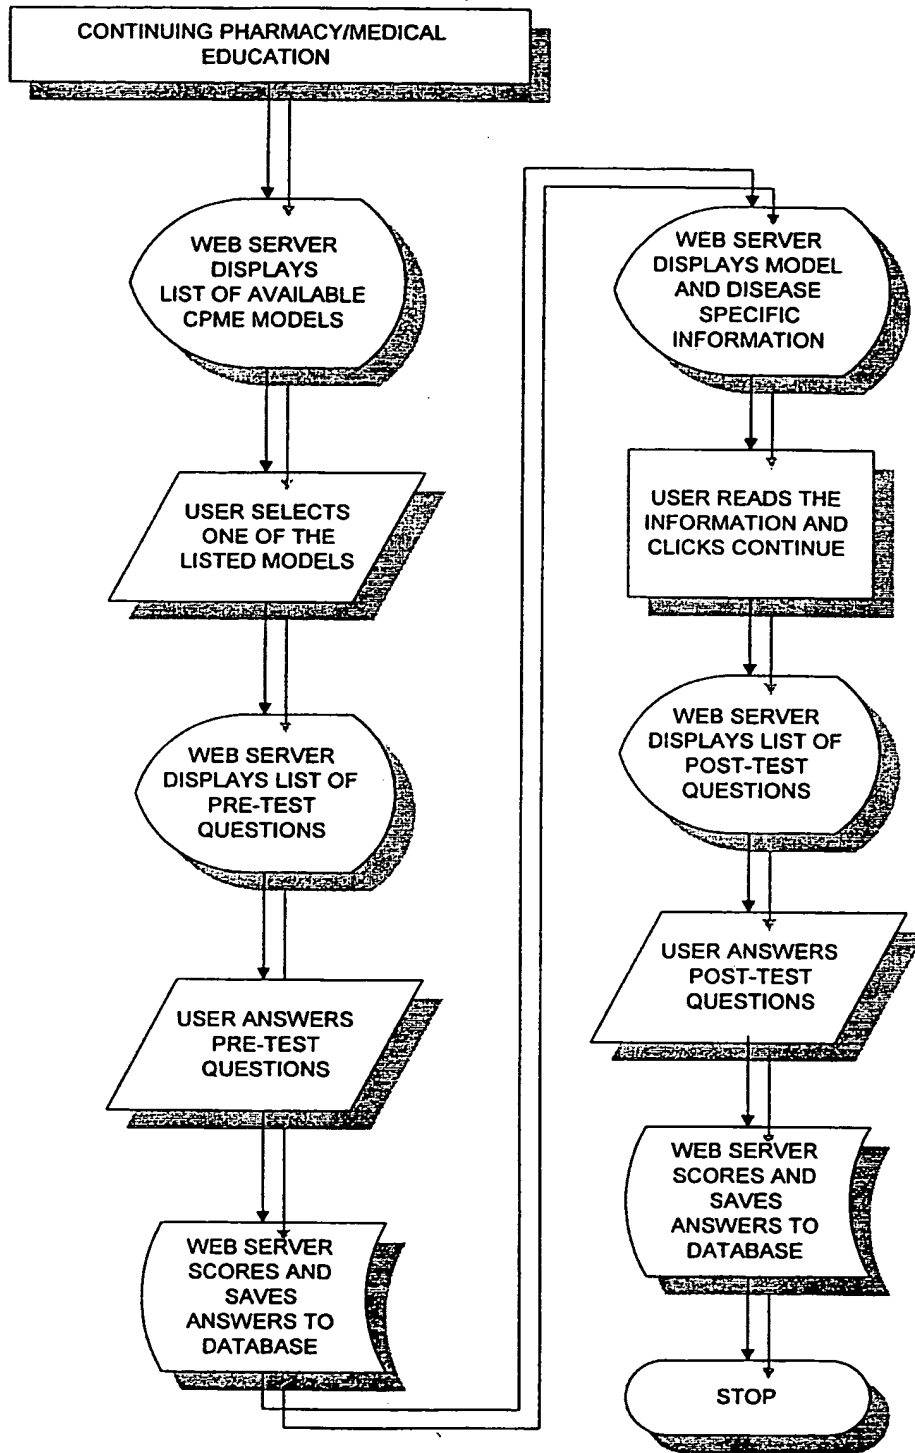 CONTINUING PHARMACY/MEDICAL
EDUCATION
WEB SERVER
DISPLAYS
LIST OF AVAILABLE
CPME MODELS
USER SELECTS
ONE OF THE
LISTED MODELS
WEB SERVER
DISPLAYS LIST OF
PRE-TEST
QUESTIONS
USER ANSWERS
PRE-TEST
QUESTIONS
WEB SERVER
SCORES AND
SAVES
ANSWERS TO
DATABASE
WEB SERVER
DISPLAYS MODEL
AND DISEASE
SPECIFIC
INFORMATION
USER READS THE
INFORMATION AND
CLICKS CONTINUE
WEB SERVER
DISPLAYS LIST OF
POST-TEST
QUESTIONS
USER ANSWERS
POST-TEST
QUESTIONS
WEB SERVER
SCORES AND
SAVES
ANSWERS TO
DATABASE
STOP